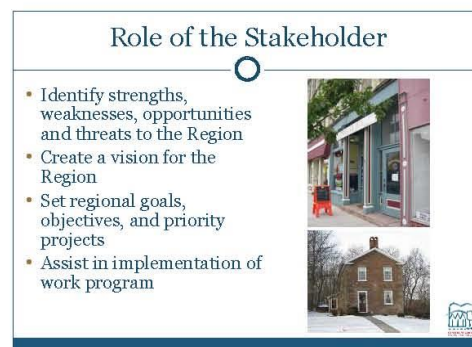 Role of the Stakeholder
• Identify strengths,
weaknesses, opportunities
and threats to the Region
• Create a vision for the
Region
• Set regional goals,
objectives, and priority
projects
• Assist in implementation of
work program